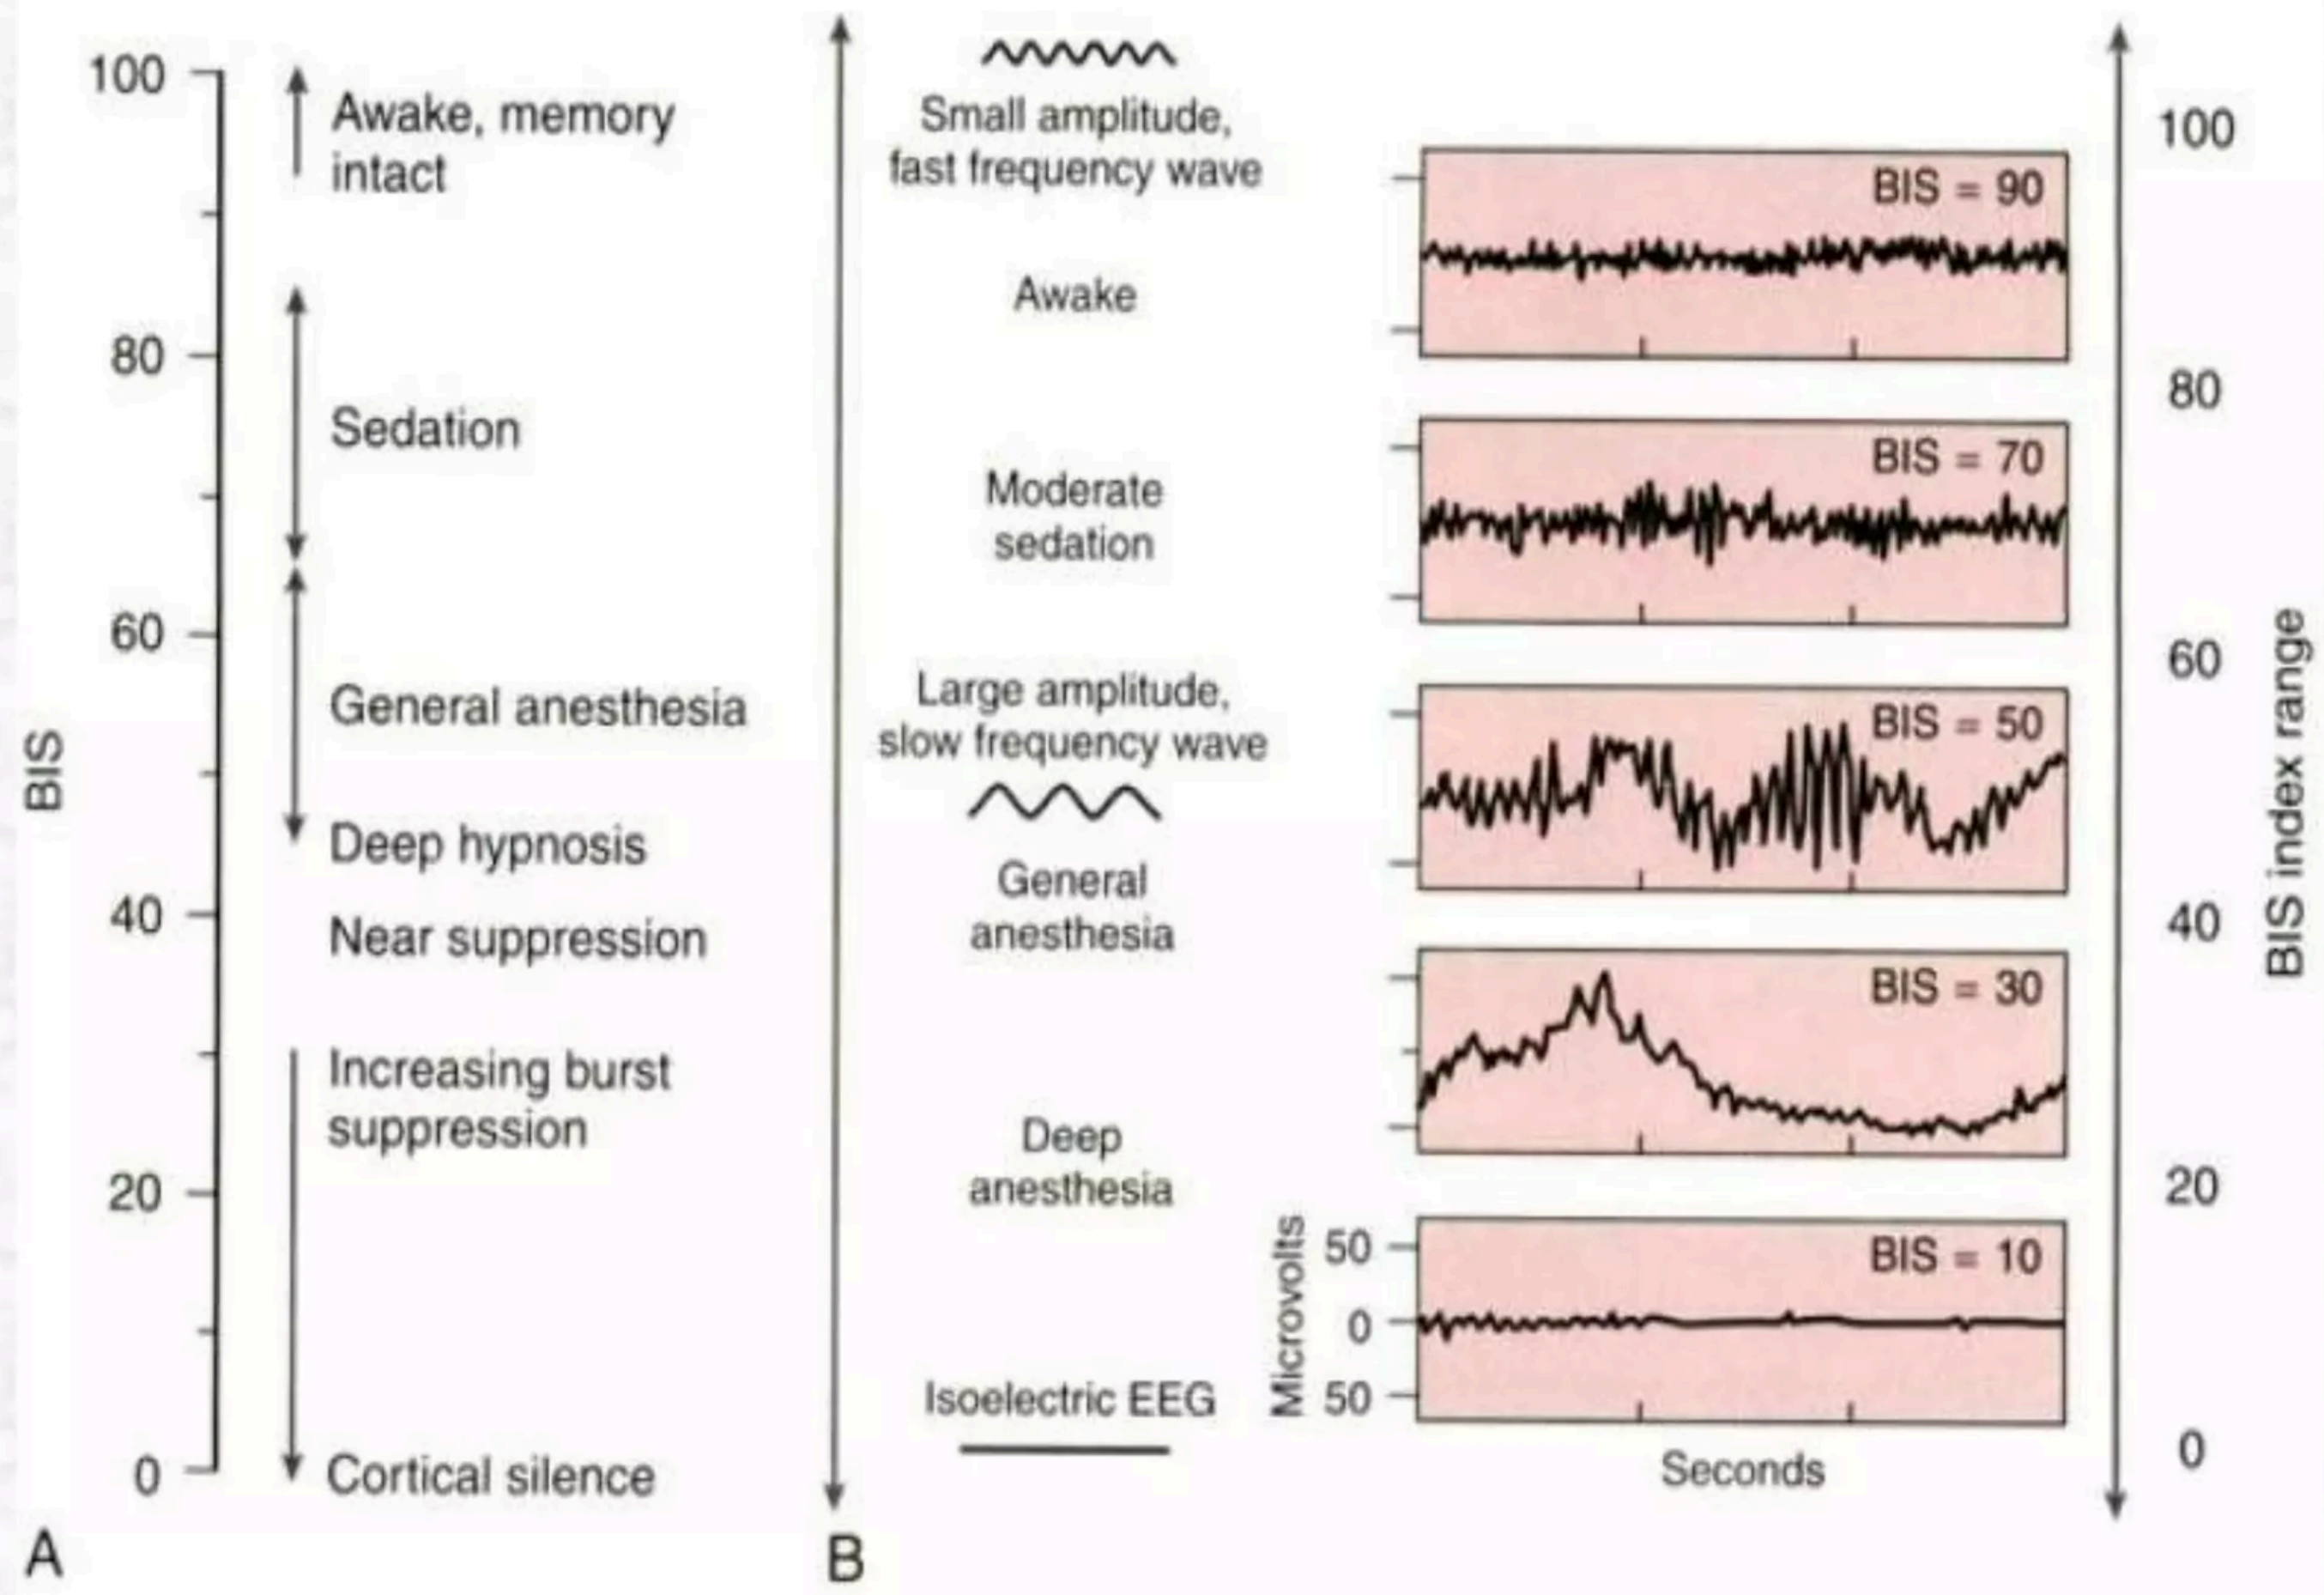 100
Awake, memory
intact
80
Sedation
60
General anesthesia
BIS
Deep hypnosis
40
Near suppression
Increasing burst
suppression
20
0
Cortical silence
A
Small amplitude,
fast frequency wave
Awake
Moderate
sedation
Large amplitude,
slow frequency wave
General
anesthesia
Deep
anesthesia
Isoelectric EEG
B
BIS = 90
BIS = 70
BIS = 50
BIS = 30
BIS = 10
Microvolts
50
0
50
Seconds
100
80
60
40
20
0
BIS index range